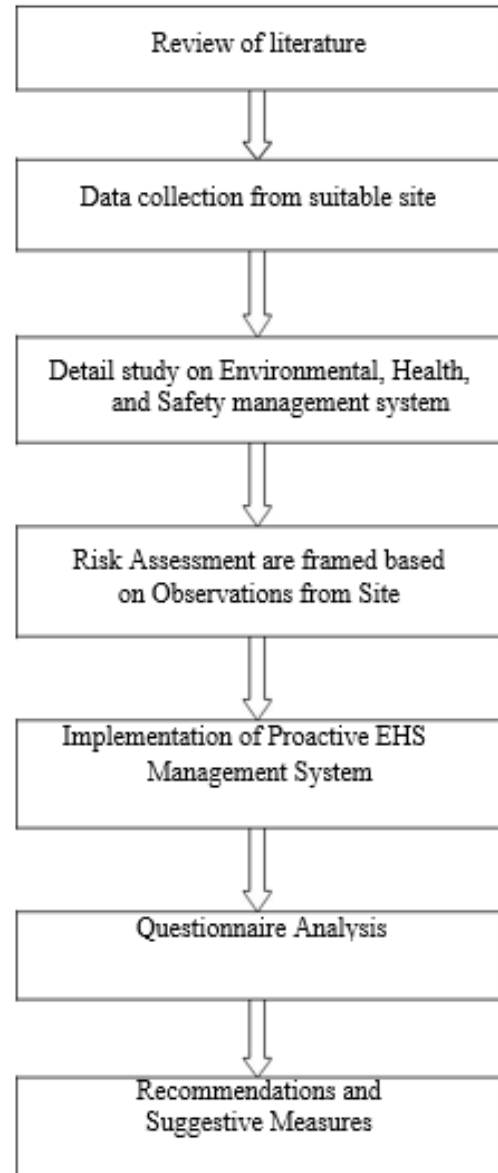 Review of literature
Data collection from suitable site
Detail study on Environmental, Health,
and Safety management system
Risk Assessment are framed based
on Observations from Site
Implementation of Proactive EHS
Management System
Questionnaire Analysis
Recommendations and
Suggestive Measures